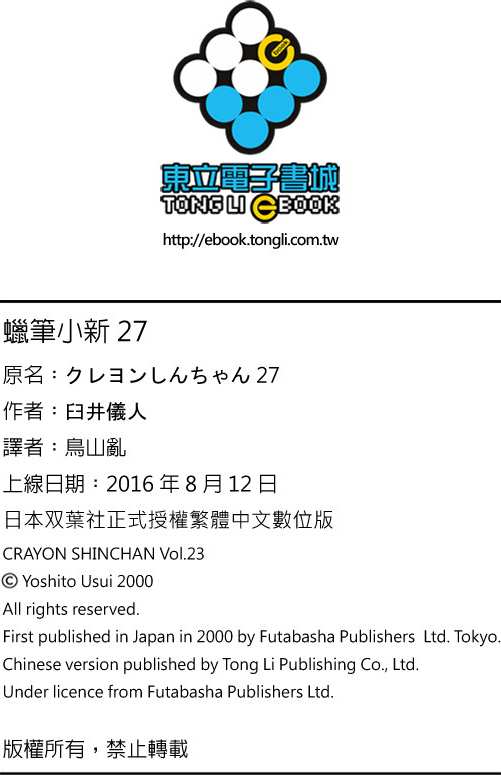 東立電子書城
TONG LI eBOOK
http://ebook.tongli.com.tw
蠟筆小新 27
原名：クレヨンしんちゃん 27
作者：臼井儀人
譯者：鳥山亂
上線日期：2016 年 8 月 12 日
日本双葉社正式授權繁體中文數位版
CRAYON SHINCHAN Vol.23
© Yoshito Usui 2000
All rights reserved.
First published in Japan in 2000 by Futabasha Publishers Ltd. Tokyo.
Chinese version published by Tong Li Publishing Co., Ltd.
Under licence from Futabasha Publishers Ltd.
版權所有，禁止轉載